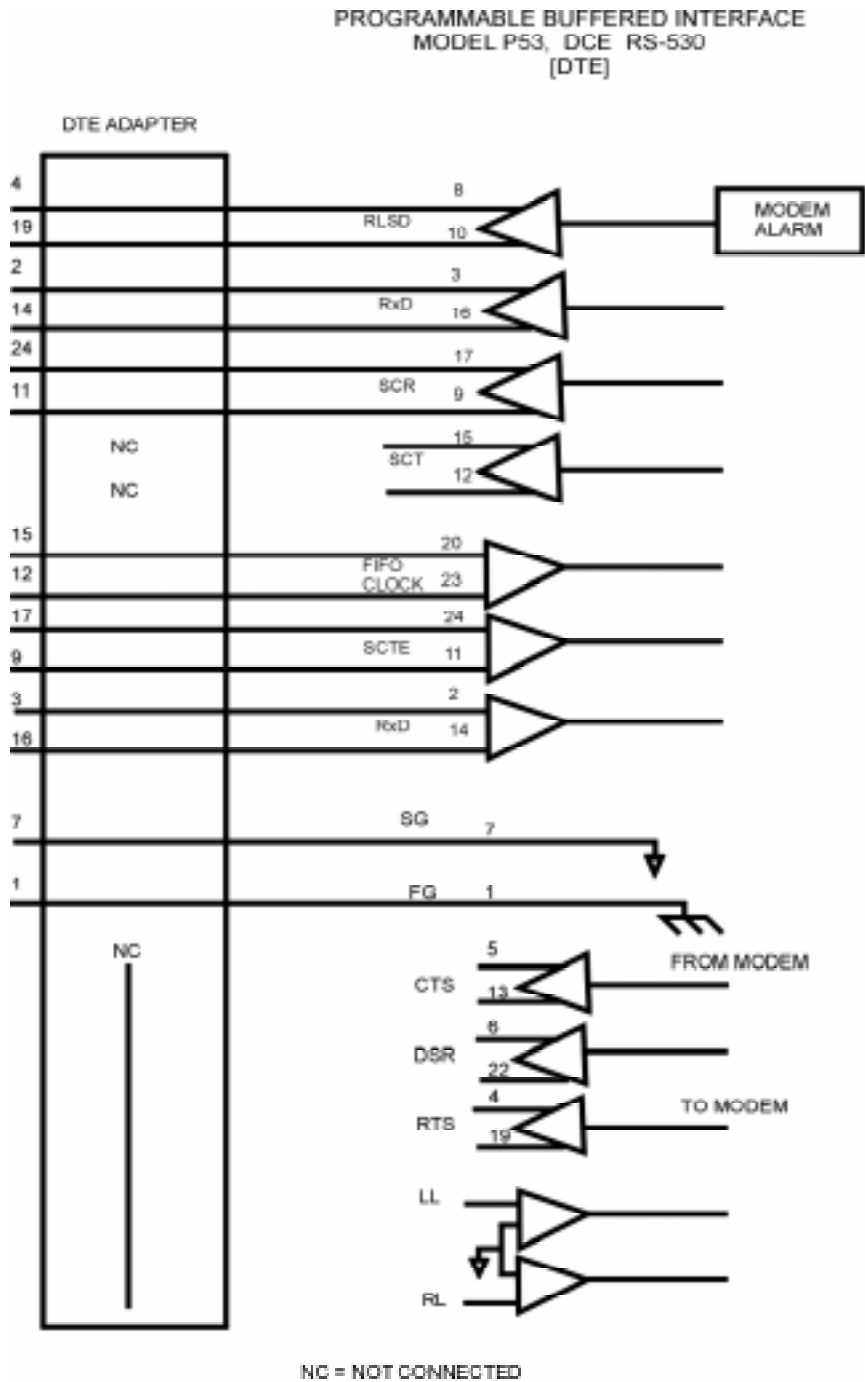 PROGRAMMABLE BUFFERED INTERFACE
MODEL P53, DCE RS-530
[DTE]
DTE ADAPTER
4 8
RLSD
19 10
MODEM
ALARM
2 3
RxD
14 16
24 17
SCR
11 9
NC 15
SCT
NC 12
15 20
FIFO
CLOCK
12 23
17 24
SCTE
9 11
3 2
RxD
16 14
SG
7 7
1 FG 1
NC
5
FROM MODEM
CTS
13
6
DSR
22
4
TO MODEM
RTS
19
LL
RL
NC = NOT CONNECTED